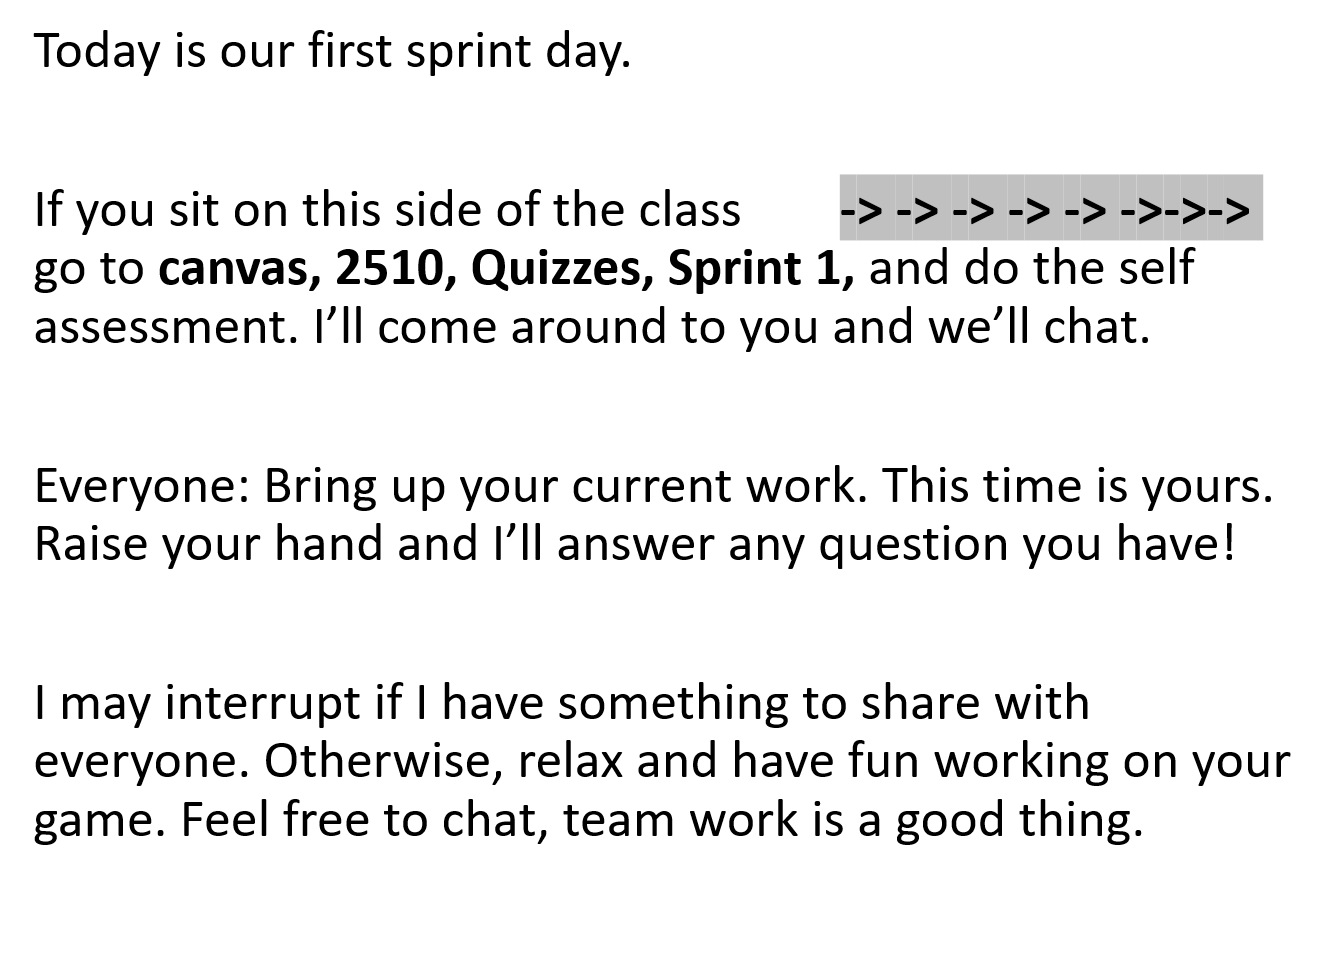 Today is our first sprint day.
If you sit on this side of the class -> -> -> -> -> ->->->
go to canvas, 2510, Quizzes, Sprint 1, and do the self
assessment. I’ll come around to you and we’ll chat.
Everyone: Bring up your current work. This time is yours.
Raise your hand and I’ll answer any question you have!
I may interrupt if I have something to share with
everyone. Otherwise, relax and have fun working on your
game. Feel free to chat, team work is a good thing.